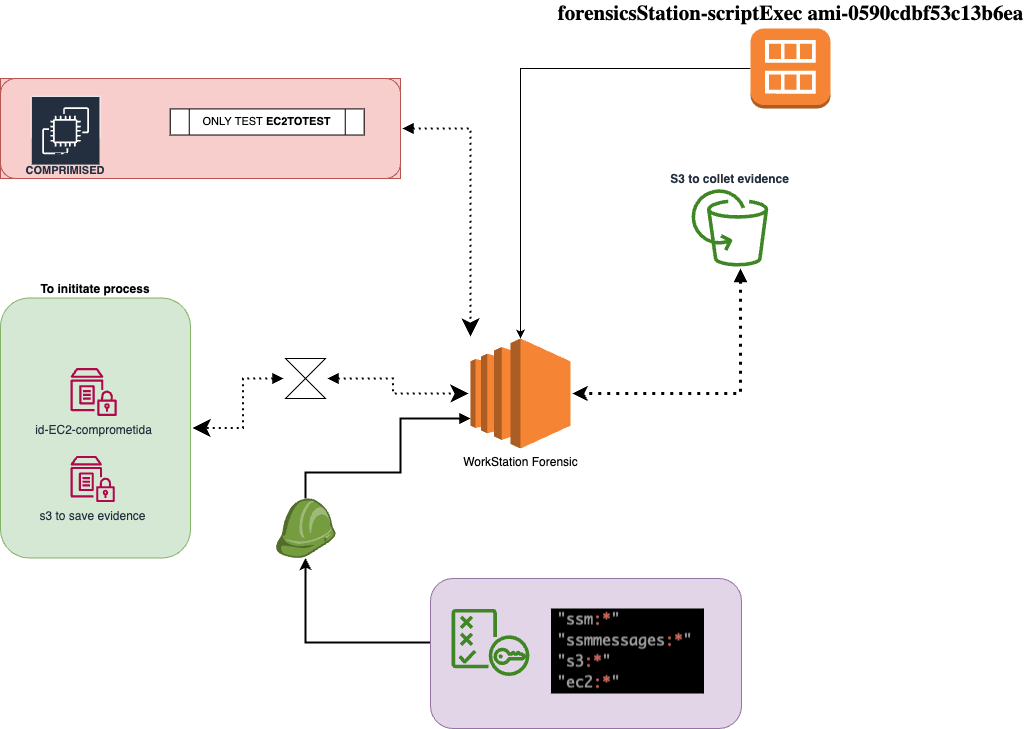 forensicsStation-scriptExec ami-0590cdbf53c13b6ea
ONLY TEST EC2TOTEST
COMPRIMISED
S3 to collet evidence
To inititate process
id-EC2-comprometida
s3 to save evidence
WorkStation Forensic
"ssm:*"
"ssmmessages:*"
"s3:*"
"ec2:*"